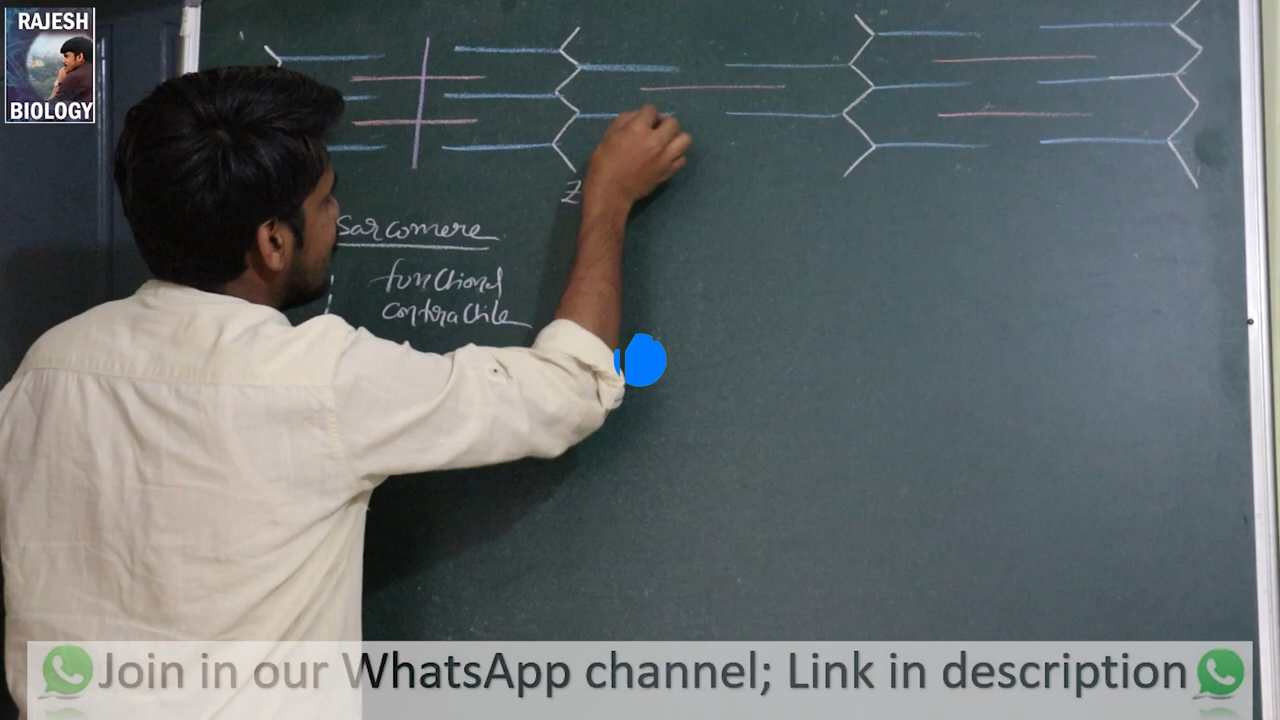 RAJESH
BIOLOGY
Z
Sarcomere
functional
contractile
Join in our WhatsApp channel; Link in description